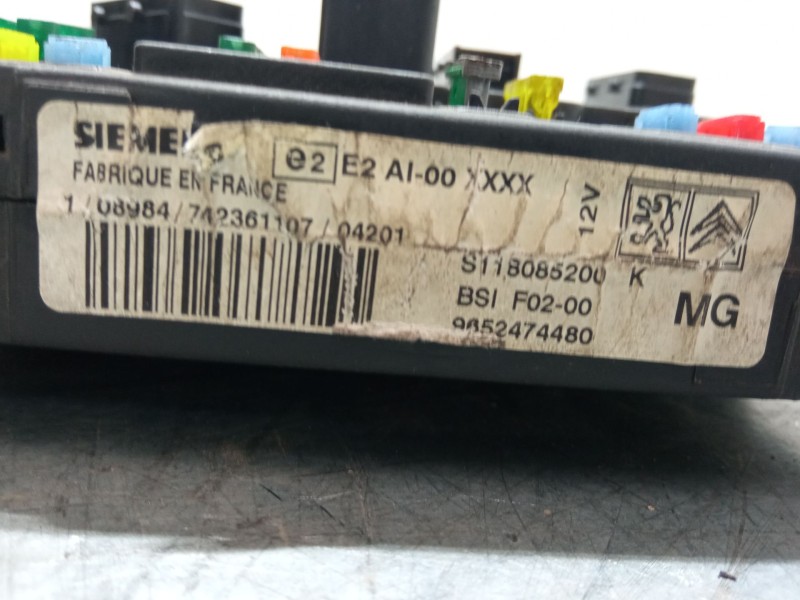 SIEMENS
FABRIQUE EN FRANCE
e2 E2 AI-00 XXXX
1/08984/742361107/04201
12V
S118085200 K
BSI F02-00
9652474480
MG